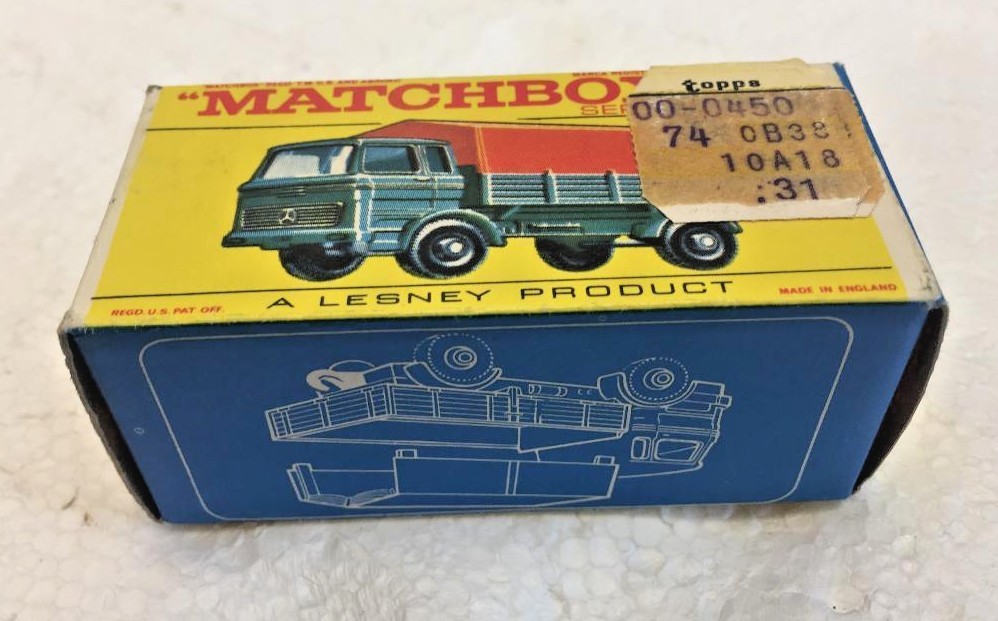 "MATCHBO
SER
topps
00-0450
74 0B38
10A18
:31
A LESNEY PRODUCT
REGD. U.S. PAT OFF.
MADE IN ENGLAND